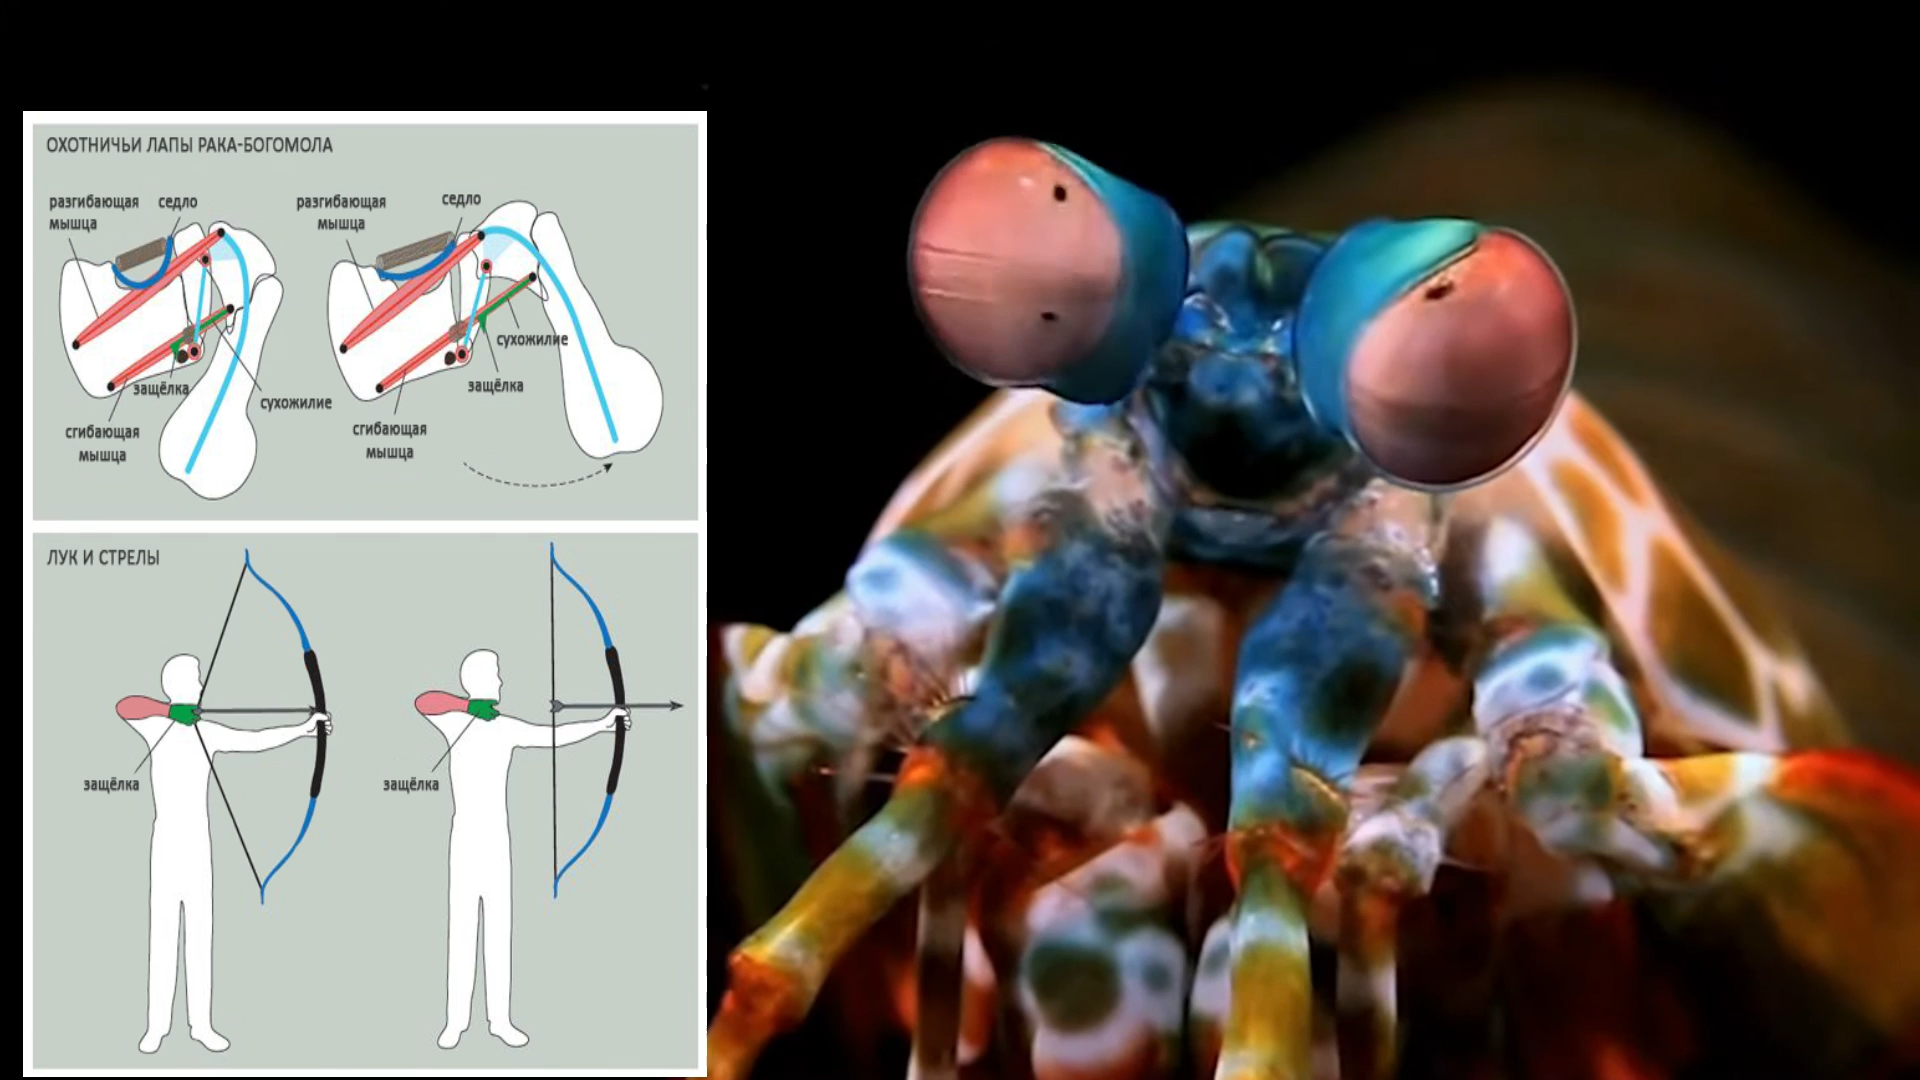 ОХОТНИЧЬИ ЛАПЫ РАКА-БОГОМОЛА
разгибающая
мышца
седло
защёлка
сухожилие
сгибающая
мышца
разгибающая
мышца
седло
сухожилие
защёлка
сгибающая
мышца
ЛУК И СТРЕЛЫ
защёлка
защёлка